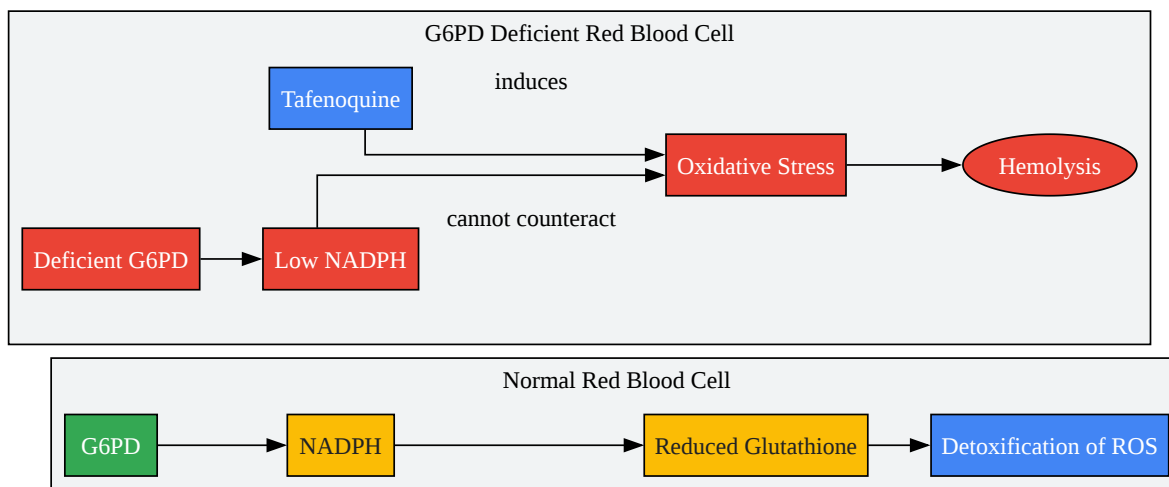 G6PD Deficient Red Blood Cell
induces
Tafenoquine
Oxidative Stress
Hemolysis
cannot counteract
Deficient G6PD
Low NADPH
Normal Red Blood Cell
G6PD
NADPH
Reduced Glutathione
Detoxification of ROS